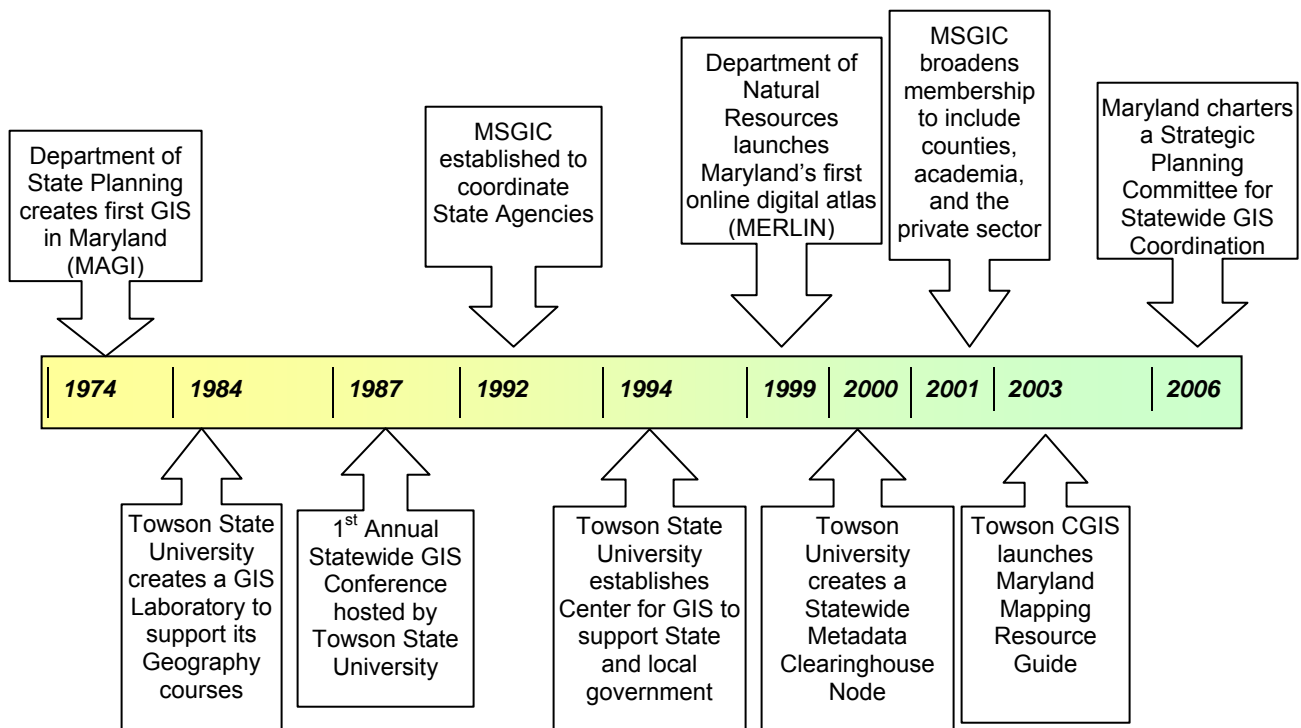 Department of
State Planning
creates first GIS
in Maryland
(MAGI)
MSGIC
established to
coordinate
State Agencies
Department of
Natural
Resources
launches
Maryland’s first
online digital atlas
(MERLIN)
MSGIC
broadens
membership
to include
counties,
academia,
and the
private sector
Maryland charters
a Strategic
Planning
Committee for
Statewide GIS
Coordination
1974 1984 1987 1992 1994 1999 2000 2001 2003 2006
Towson State
University
creates a GIS
Laboratory to
support its
Geography
courses
1st Annual
Statewide GIS
Conference
hosted by
Towson State
University
Towson State
University
establishes
Center for GIS to
support State
and local
government
Towson
University
creates a
Statewide
Metadata
Clearinghouse
Node
Towson CGIS
launches
Maryland
Mapping
Resource
Guide